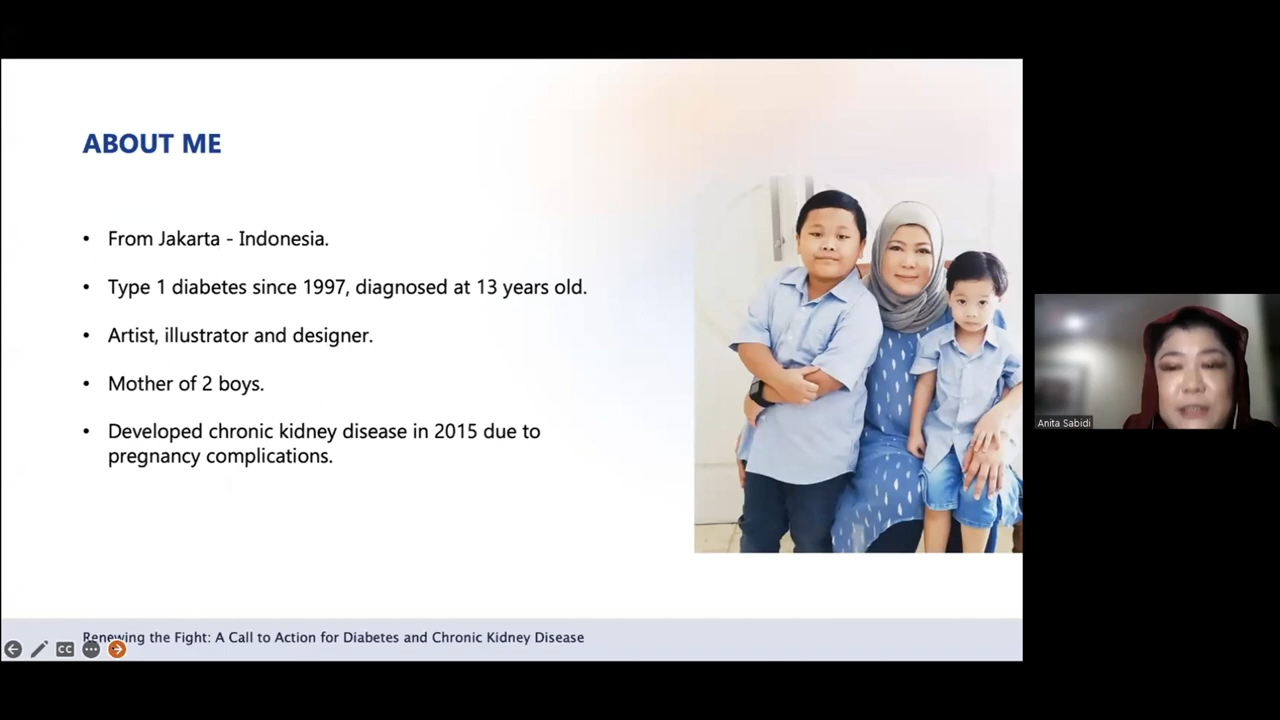 ABOUT ME
• From Jakarta - Indonesia.
• Type 1 diabetes since 1997, diagnosed at 13 years old.
• Artist, illustrator and designer.
• Mother of 2 boys.
• Developed chronic kidney disease in 2015 due to
pregnancy complications.
Anita Sabidi
Renewing the Fight: A Call to Action for Diabetes and Chronic Kidney Disease
CC